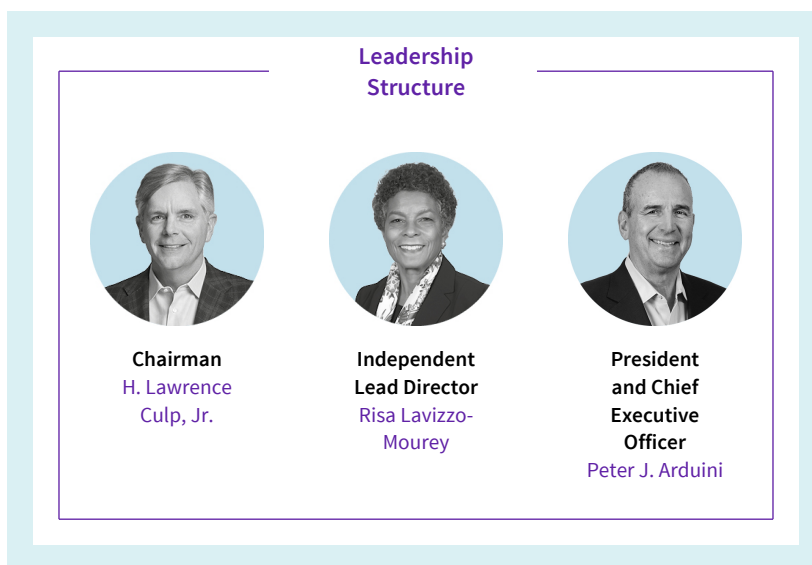 Leadership
Structure
Chairman
H. Lawrence
Culp, Jr.
Independent
Lead Director
Risa Lavizzo-
Mourey
President
and Chief
Executive
Officer
Peter J. Arduini